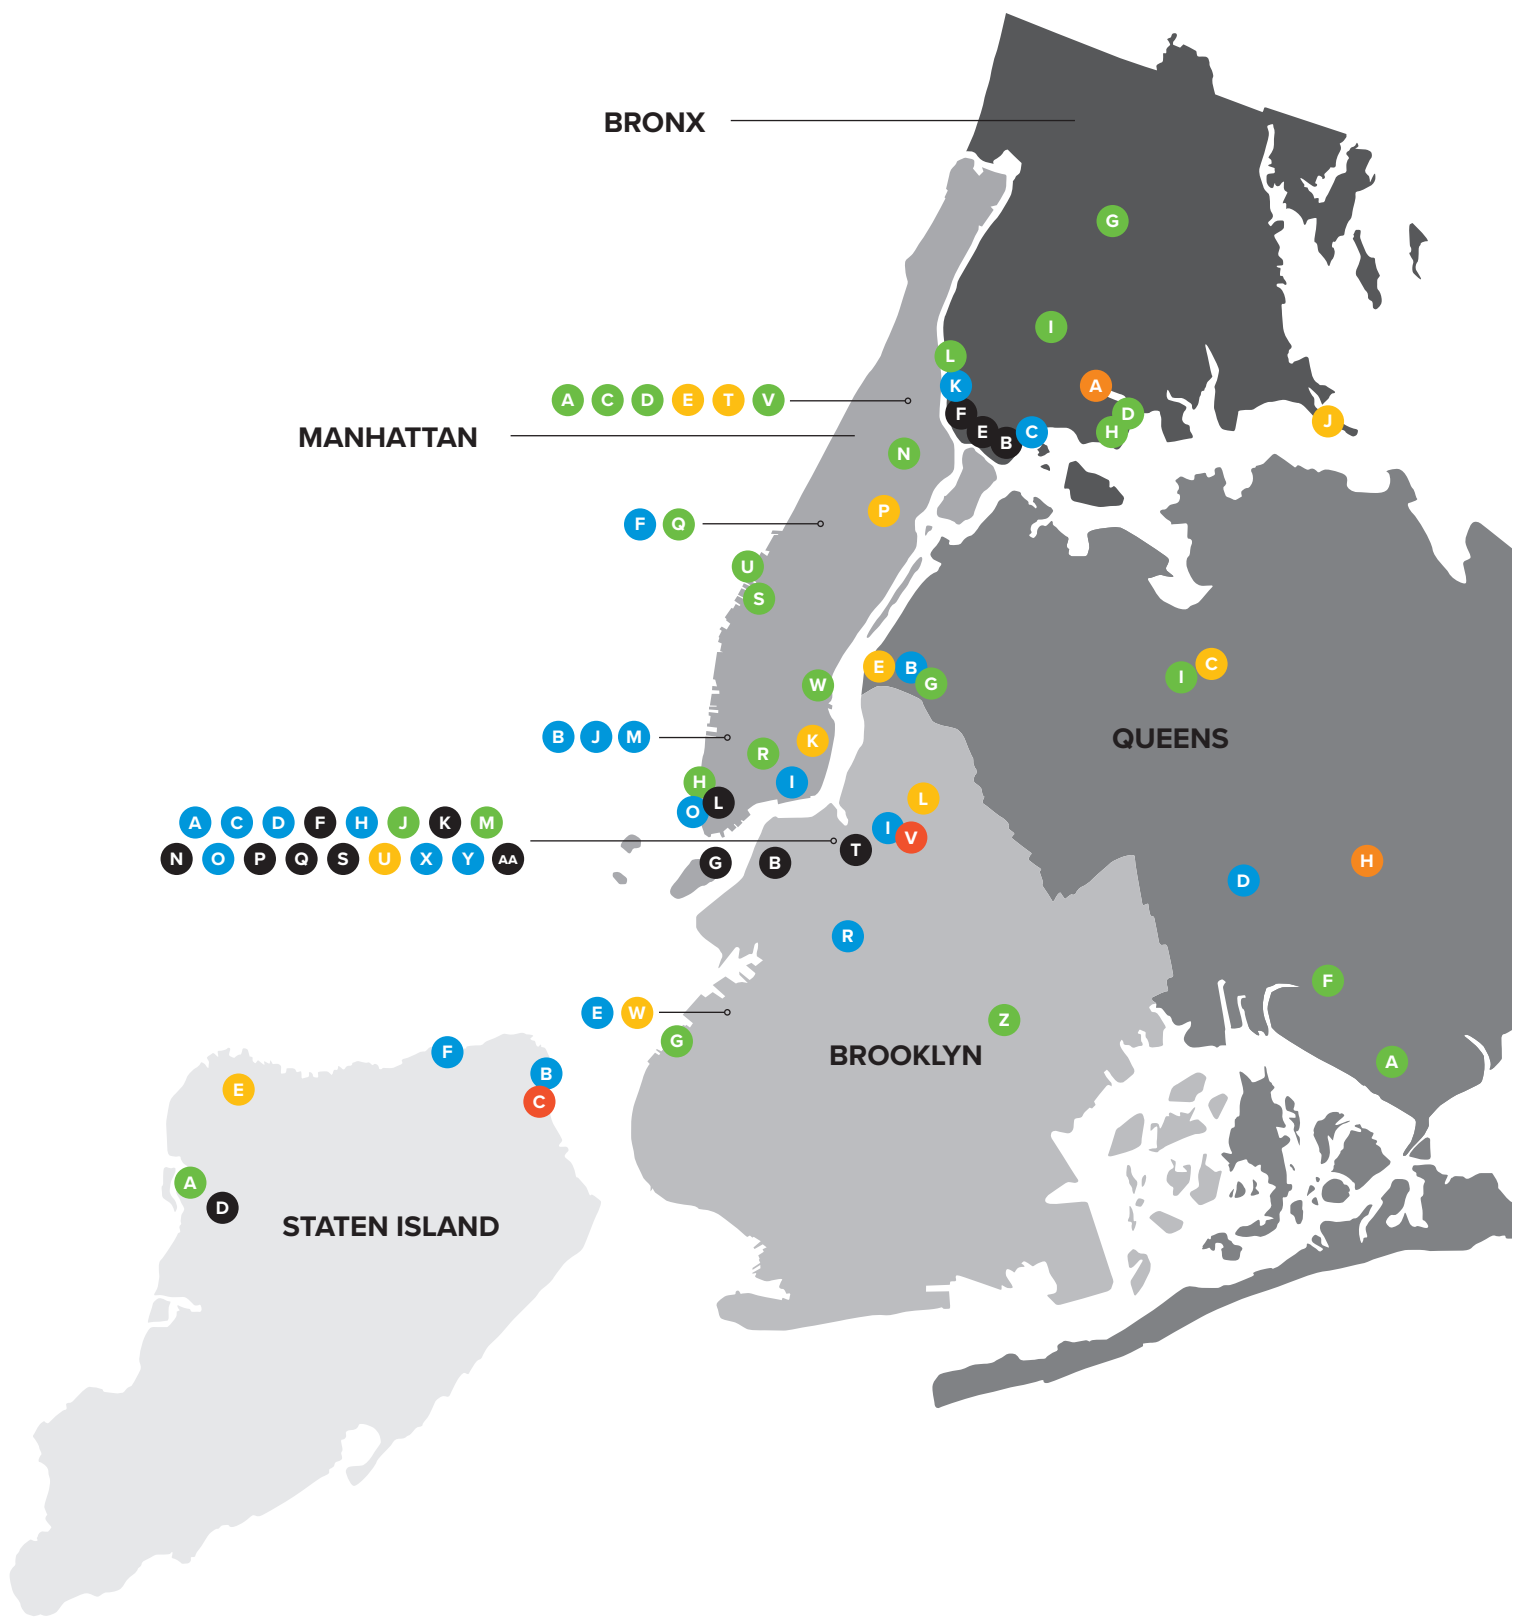 BRONX
G
I
L
A C D E T V
K
A
F
D
J
MANHATTAN
E
B
C
H
N
P
F Q
U
S
E
B
G
I
C
W
B J M
K
QUEENS
R
H
I
L
O
L
A C D F H J K M
I
V
T
N O P Q S U X Y AA
G
B
H
D
R
F
E W
Z
G
BROOKLYN
F
A
B
E
C
A
D
STATEN ISLAND